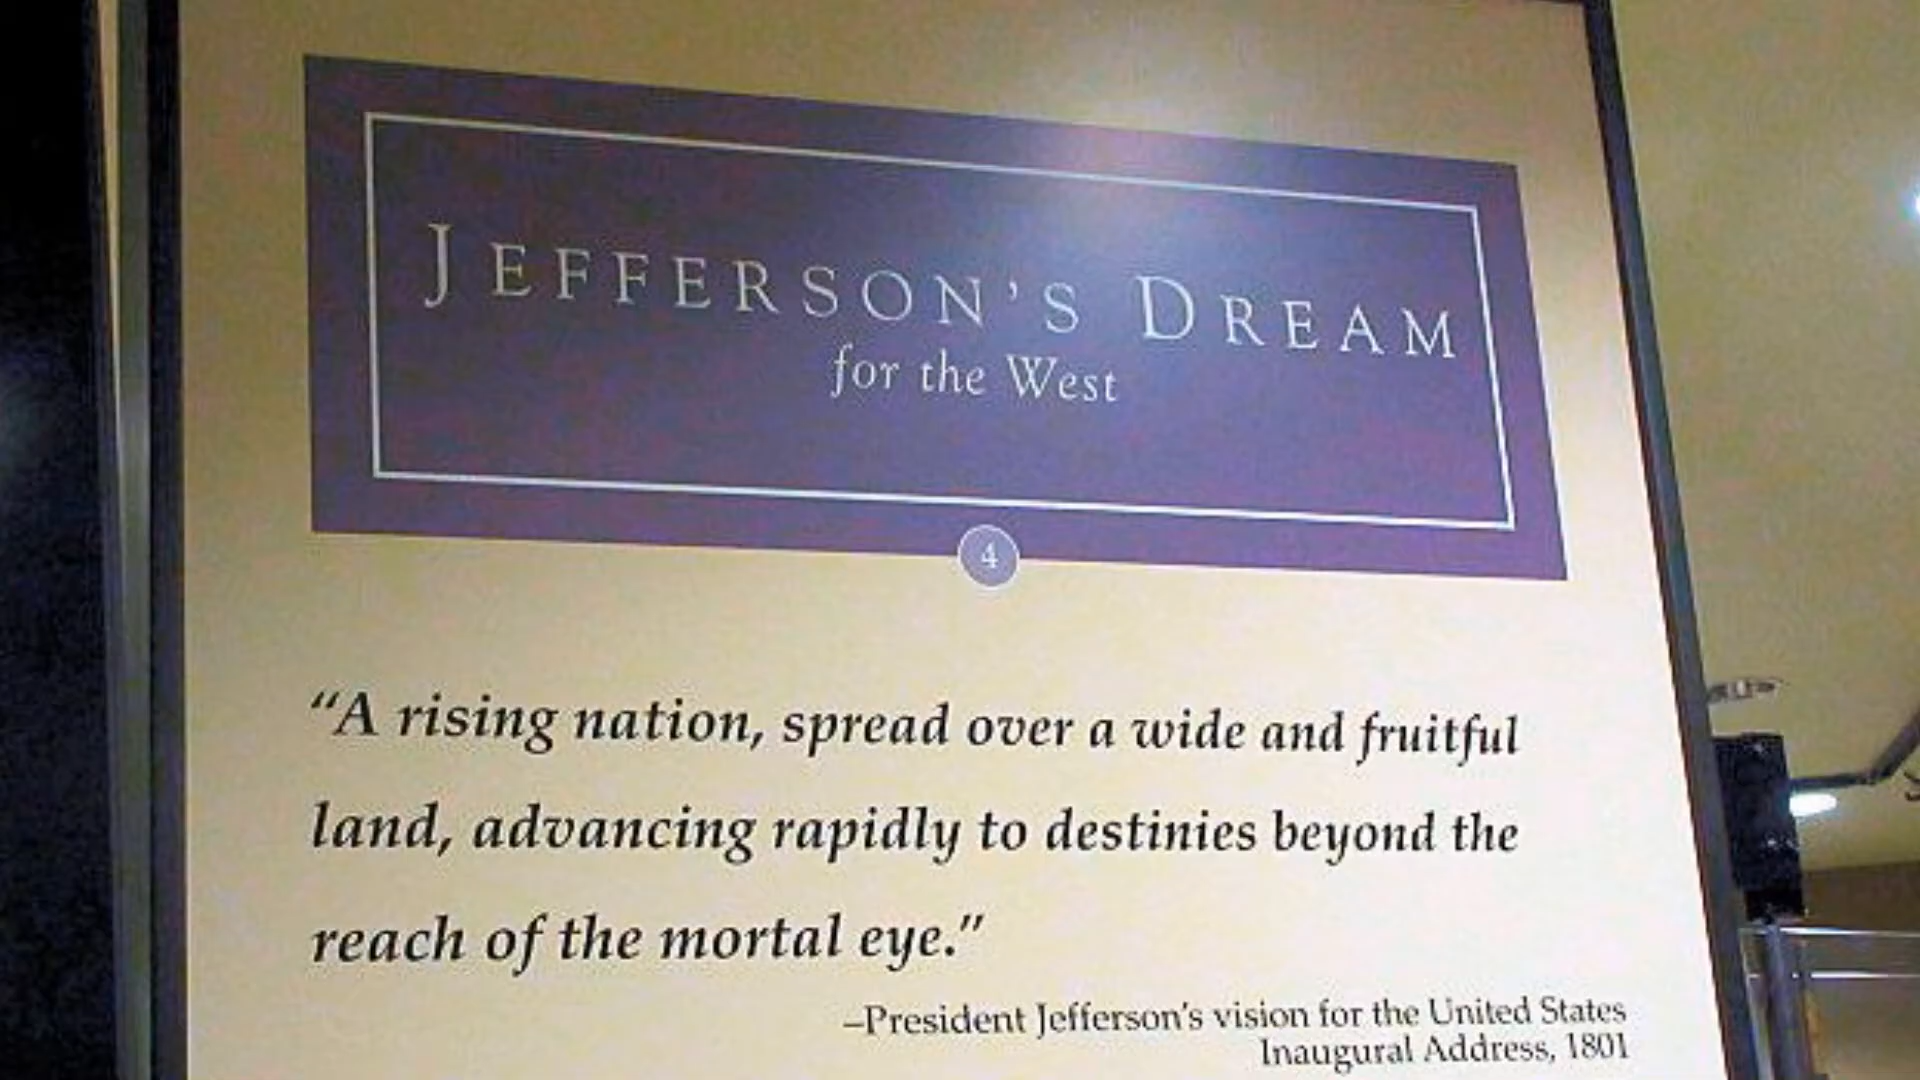 JEFFERSON'S DREAM
for the West
4
“A rising nation, spread over a wide and fruitful
land, advancing rapidly to destinies beyond the
reach of the mortal eye.”
–President Jefferson's vision for the United States
Inaugural Address, 1801